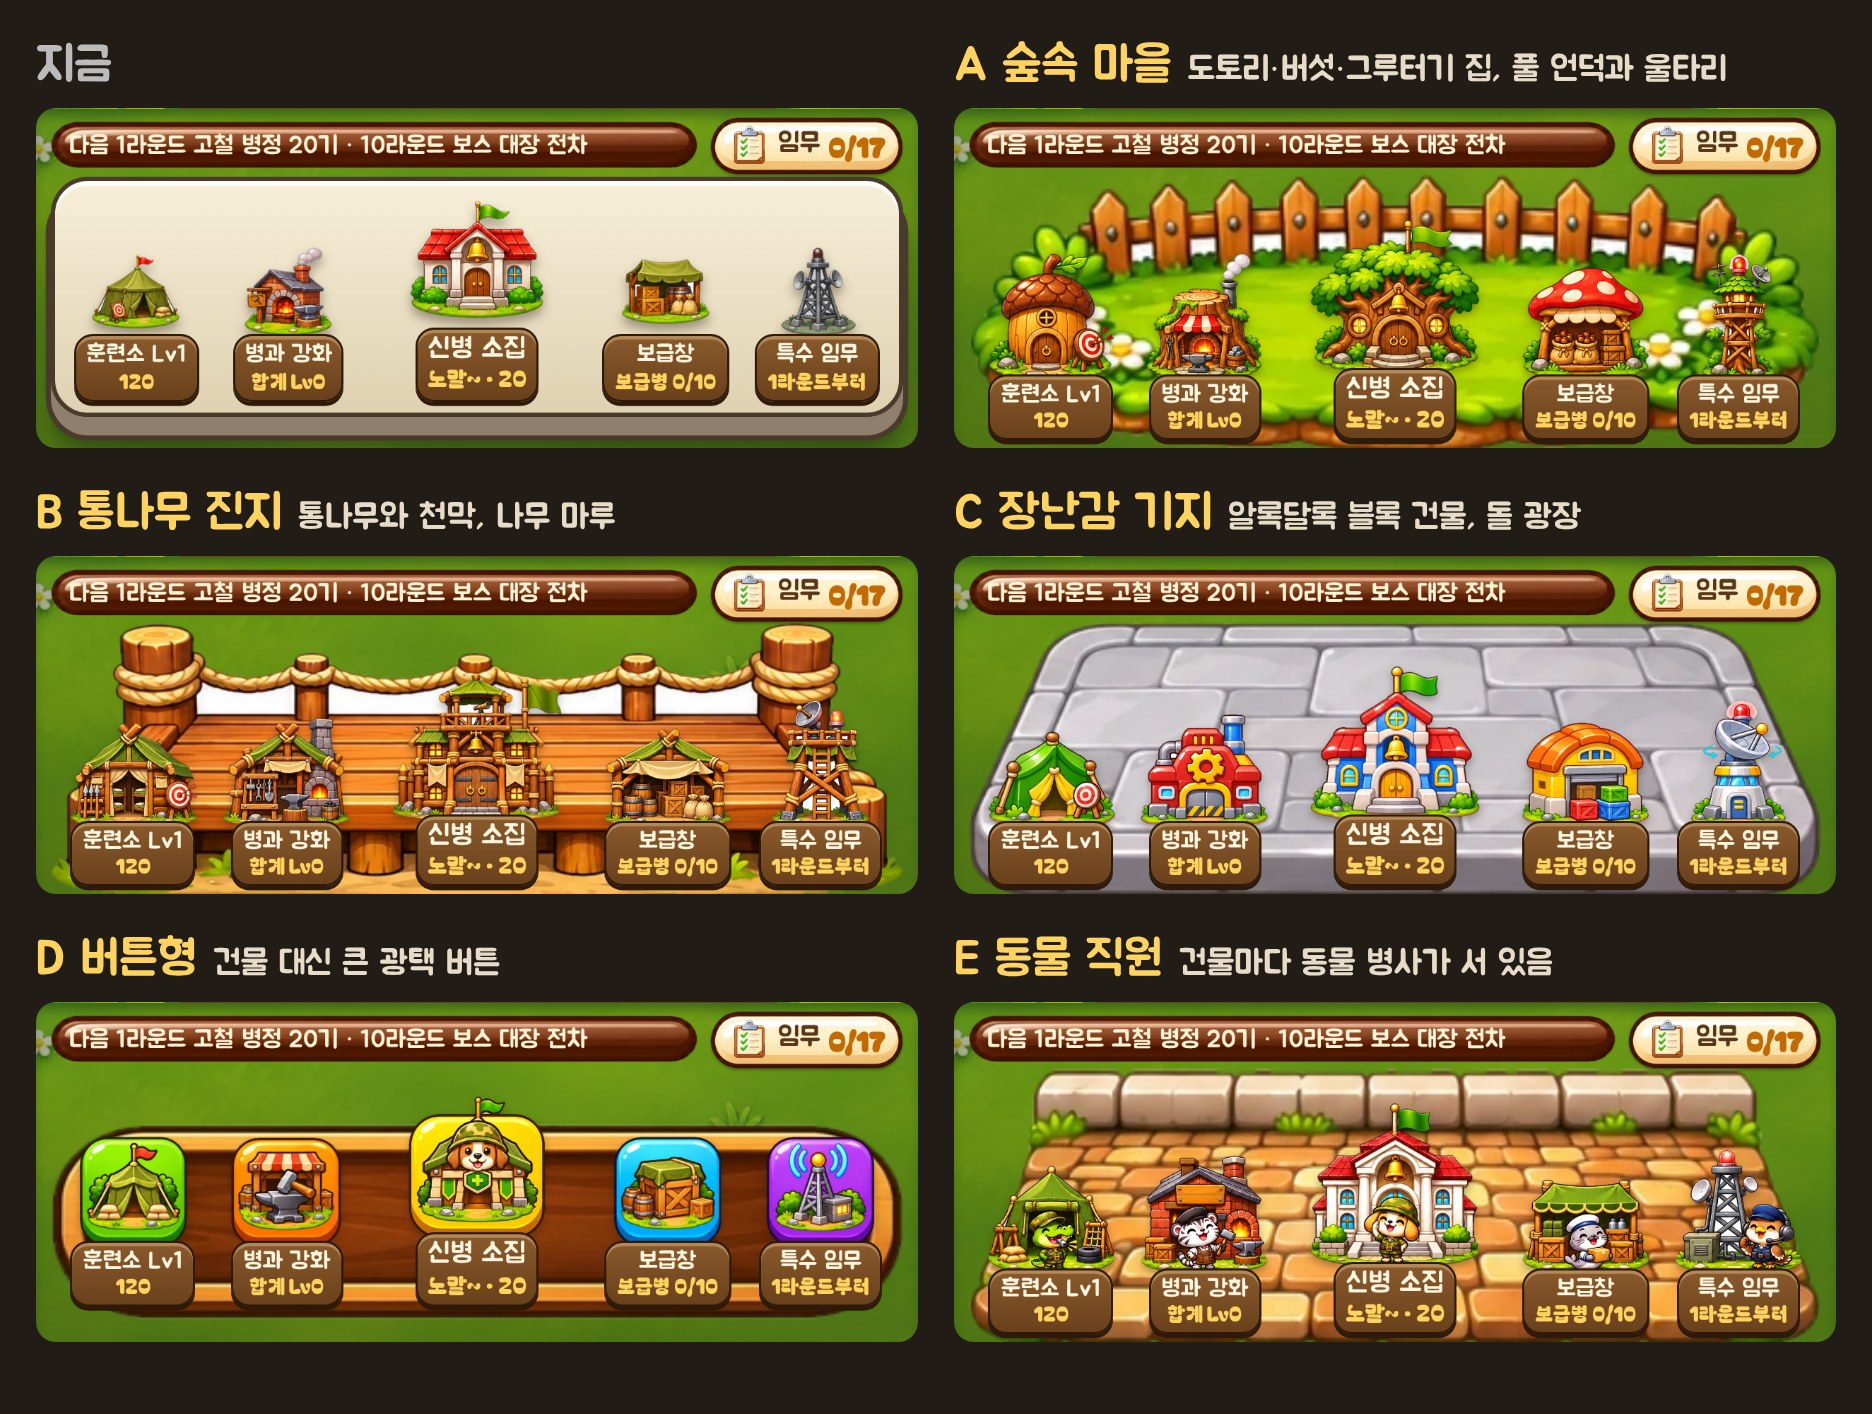 지금
다음 1라운드 고철 병정 20기 · 10라운드 보스 대장 전차
임무 0/17
훈련소 Lv1
120
병과 강화
합계 Lv0
신병 소집
노말~ · 20
보급창
보급병 0/10
특수 임무
1라운드부터
A 숲속 마을 도토리·버섯·그루터기 집, 풀 언덕과 울타리
다음 1라운드 고철 병정 20기 · 10라운드 보스 대장 전차
임무 0/17
훈련소 Lv1
120
병과 강화
합계 Lv0
신병 소집
노말~ · 20
보급창
보급병 0/10
특수 임무
1라운드부터
B 통나무 진지 통나무와 천막, 나무 마루
다음 1라운드 고철 병정 20기 · 10라운드 보스 대장 전차
임무 0/17
훈련소 Lv1
120
병과 강화
합계 Lv0
신병 소집
노말~ · 20
보급창
보급병 0/10
특수 임무
1라운드부터
C 장난감 기지 알록달록 블록 건물, 돌 광장
다음 1라운드 고철 병정 20기 · 10라운드 보스 대장 전차
임무 0/17
훈련소 Lv1
120
병과 강화
합계 Lv0
신병 소집
노말~ · 20
보급창
보급병 0/10
특수 임무
1라운드부터
D 버튼형 건물 대신 큰 광택 버튼
다음 1라운드 고철 병정 20기 · 10라운드 보스 대장 전차
임무 0/17
훈련소 Lv1
120
병과 강화
합계 Lv0
신병 소집
노말~ · 20
보급창
보급병 0/10
특수 임무
1라운드부터
E 동물 직원 건물마다 동물 병사가 서 있음
다음 1라운드 고철 병정 20기 · 10라운드 보스 대장 전차
임무 0/17
훈련소 Lv1
120
병과 강화
합계 Lv0
신병 소집
노말~ · 20
보급창
보급병 0/10
특수 임무
1라운드부터